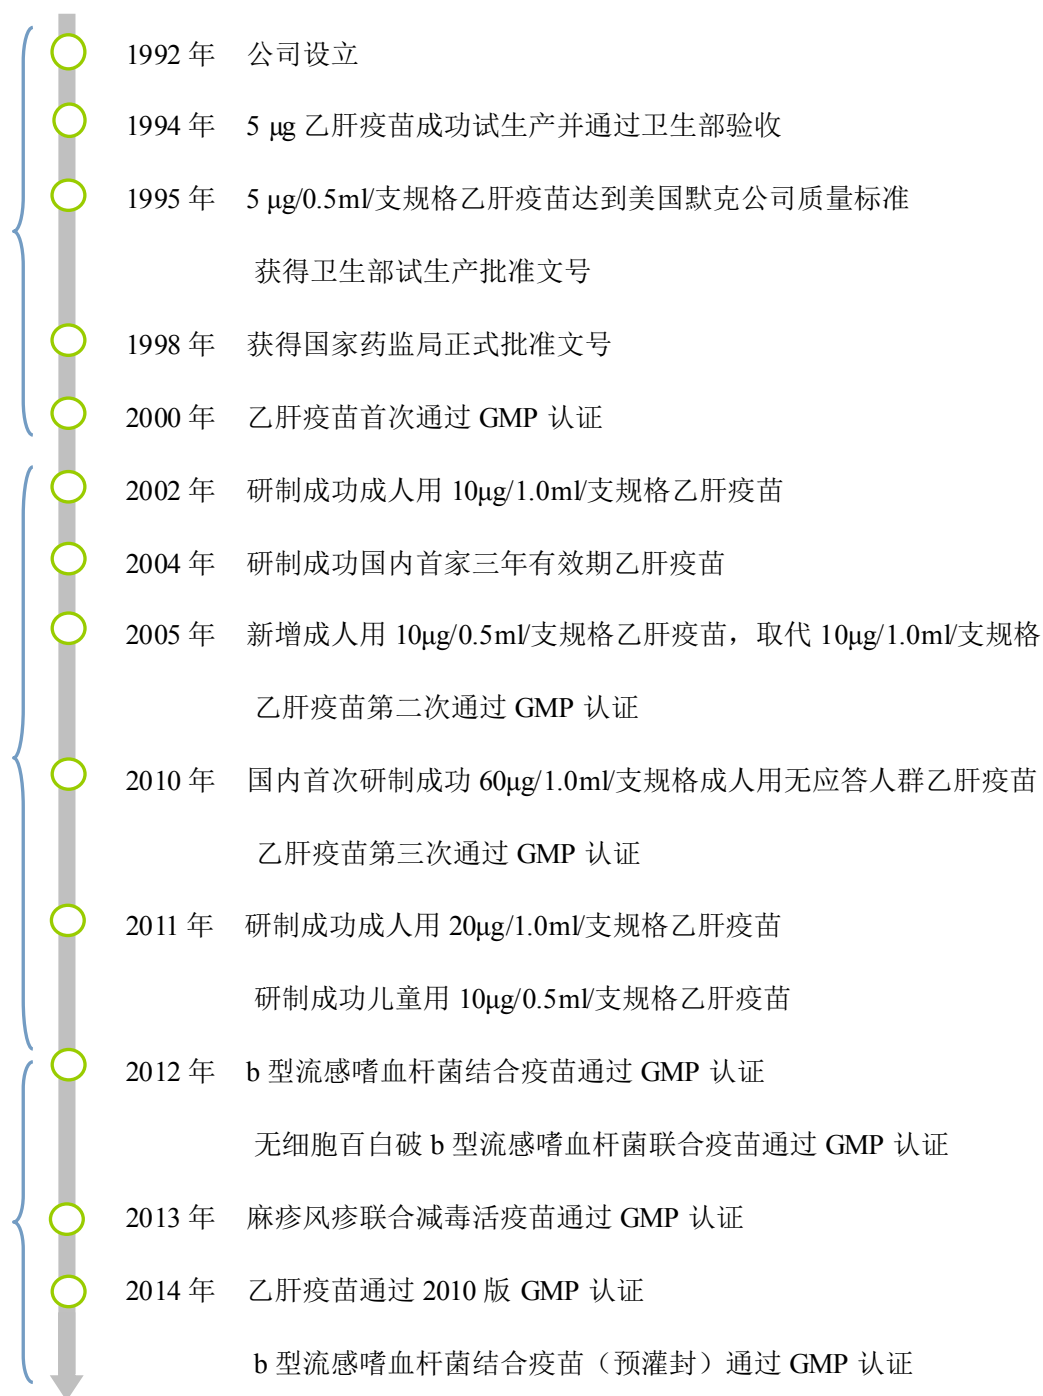 1992 年 公司设立
1994 年 5 μg 乙肝疫苗成功试生产并通过卫生部验收
1995 年 5 μg/0.5ml/支规格乙肝疫苗达到美国默克公司质量标准
获得卫生部试生产批准文号
1998 年 获得国家药监局正式批准文号
2000 年 乙肝疫苗首次通过 GMP 认证
2002 年 研制成功成人用 10μg/1.0ml/支规格乙肝疫苗
2004 年 研制成功国内首家三年有效期乙肝疫苗
2005 年 新增成人用 10μg/0.5ml/支规格乙肝疫苗，取代 10μg/1.0ml/支规格
乙肝疫苗第二次通过 GMP 认证
2010 年 国内首次研制成功 60μg/1.0ml/支规格成人用无应答人群乙肝疫苗
乙肝疫苗第三次通过 GMP 认证
2011 年 研制成功成人用 20μg/1.0ml/支规格乙肝疫苗
研制成功儿童用 10μg/0.5ml/支规格乙肝疫苗
2012 年 b 型流感嗜血杆菌结合疫苗通过 GMP 认证
无细胞百白破 b 型流感嗜血杆菌联合疫苗通过 GMP 认证
2013 年 麻疹风疹联合减毒活疫苗通过 GMP 认证
2014 年 乙肝疫苗通过 2010 版 GMP 认证
b 型流感嗜血杆菌结合疫苗（预灌封）通过 GMP 认证